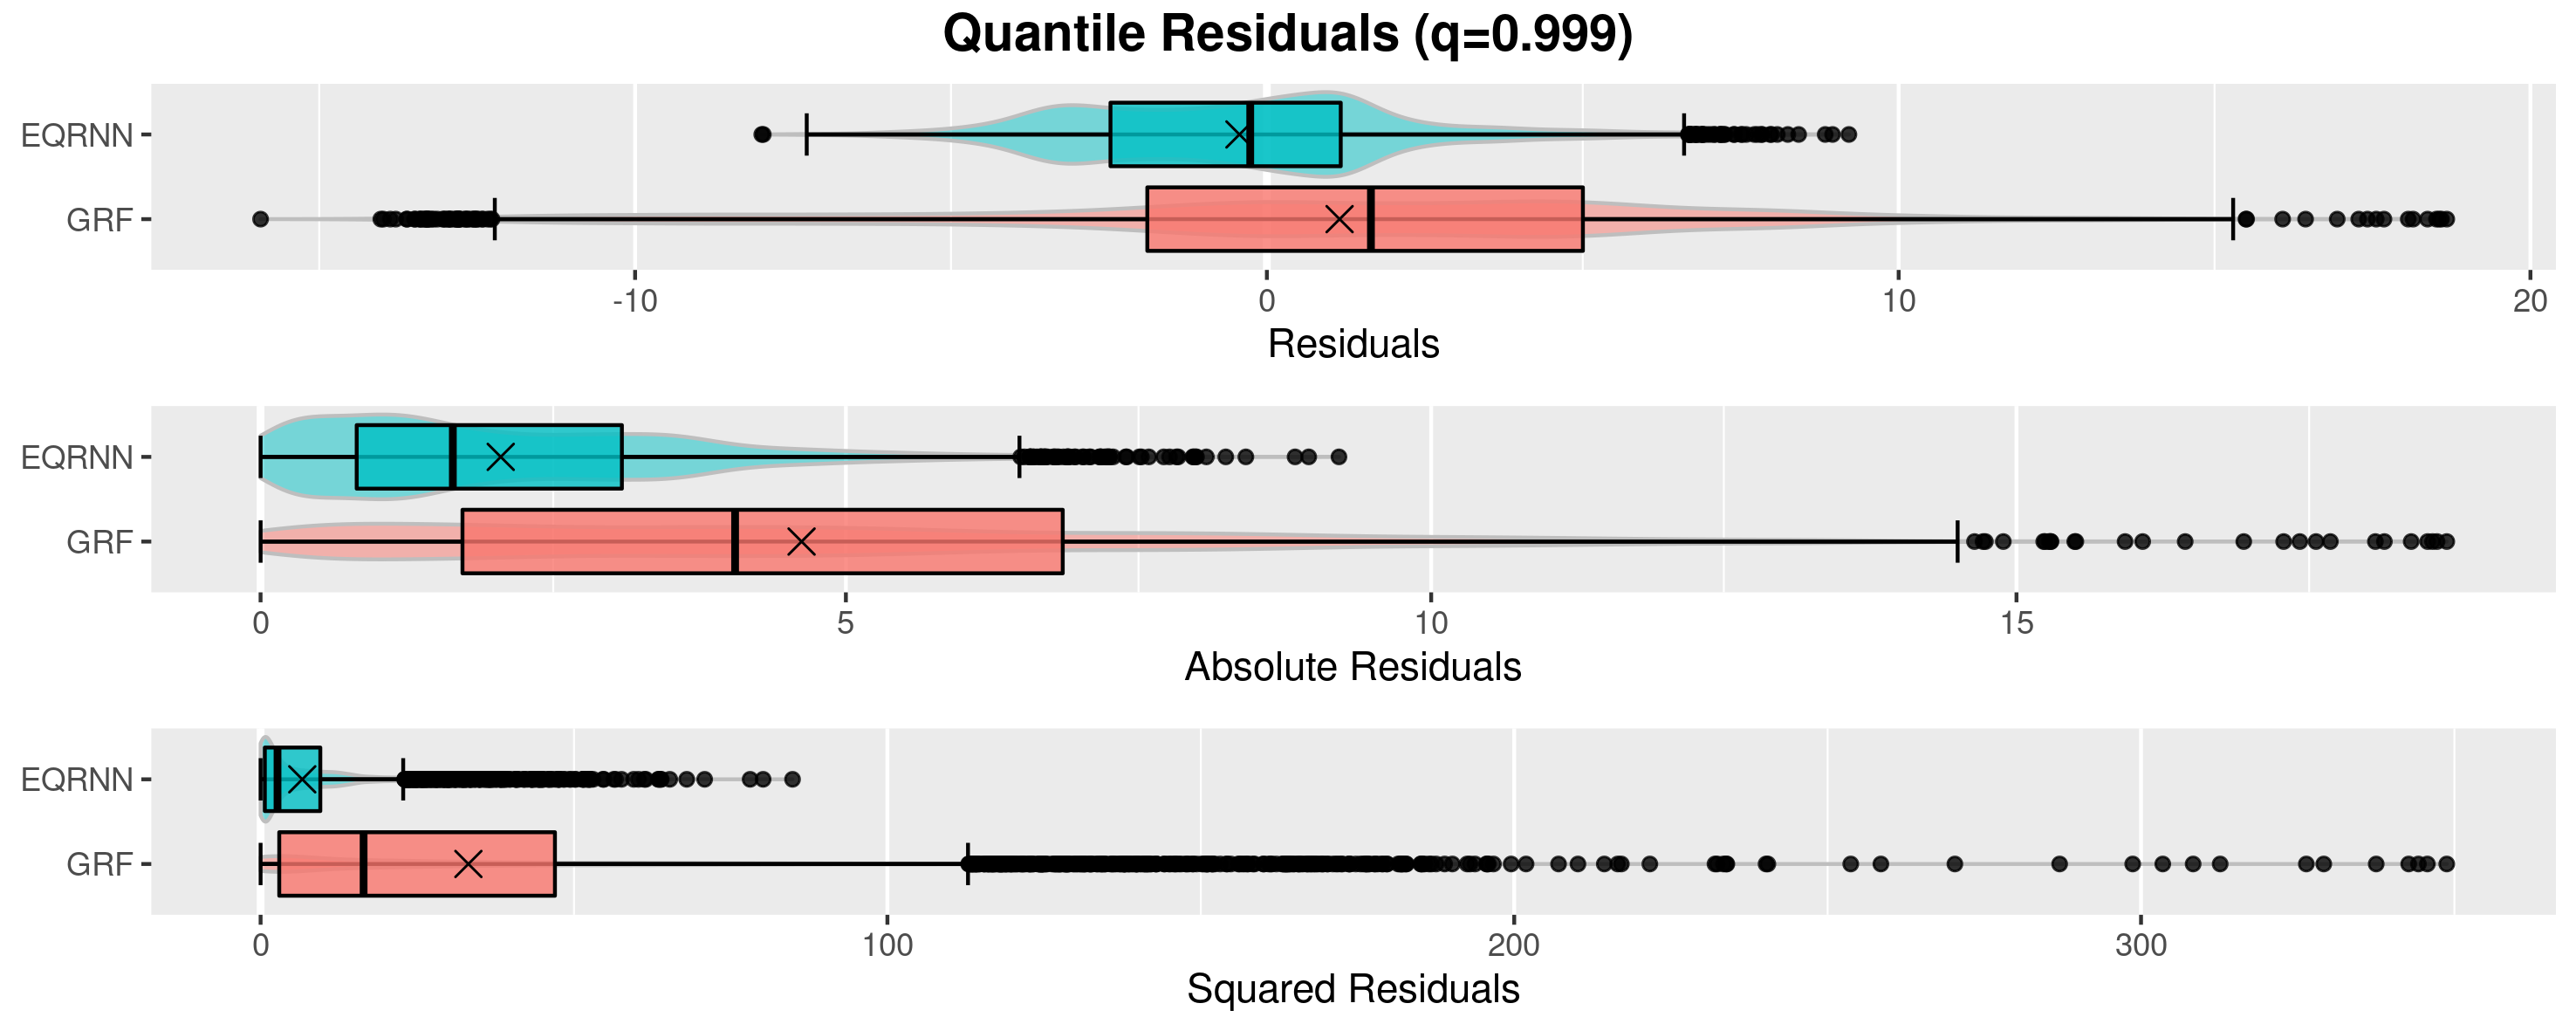 Quantile Residuals (q=0.999)
EQRNN
GRF
-10 0 10 20
Residuals
EQRNN
GRF
0 5 10 15
Absolute Residuals
EQRNN
GRF
0 100 200 300
Squared Residuals